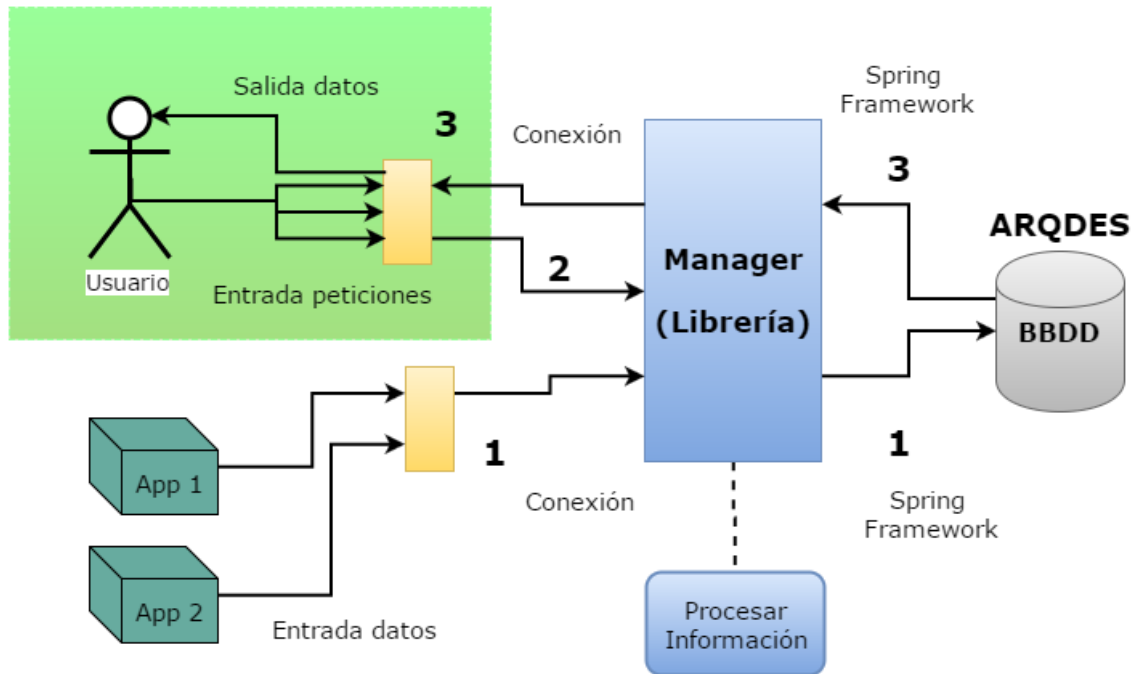 Salida datos
3
Conexión
Spring
Framework
3
Usuario
Entrada peticiones
2
Manager
(Librería)
ARQDES
BBDD
App 1
App 2
Entrada datos
1
Conexión
1
Spring
Framework
Procesar
Información